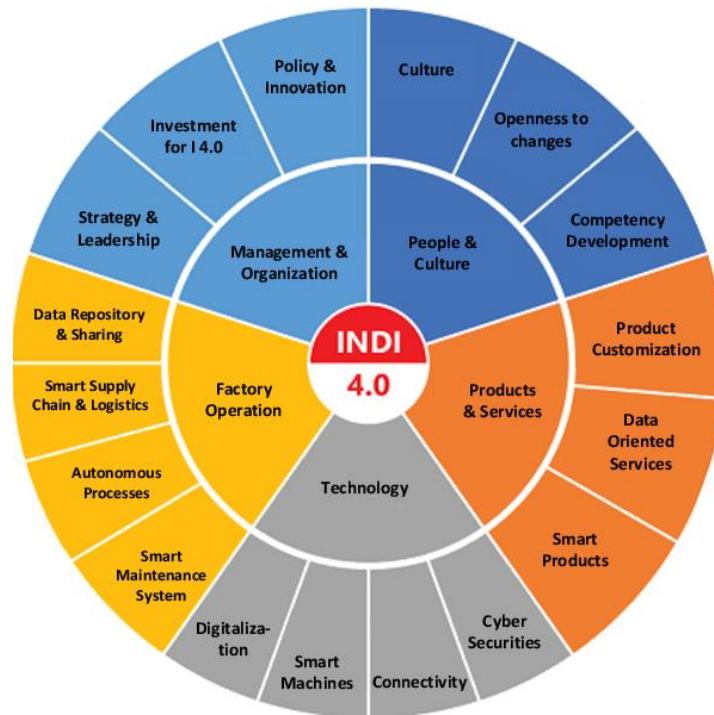 Policy &
Innovation
Culture
Investment
for I 4.0
Openness to
changes
Strategy &
Leadership
Competency
Development
Management &
Organization
People &
Culture
Data Repository
& Sharing
Product
Customization
INDI
4.0
Smart Supply
Chain & Logistics
Factory
Operation
Products
& Services
Data
Oriented
Services
Autonomous
Processes
Technology
Smart
Products
Smart
Maintenance
System
Digitaliza-
tion
Smart
Machines
Connectivity
Cyber
Securities